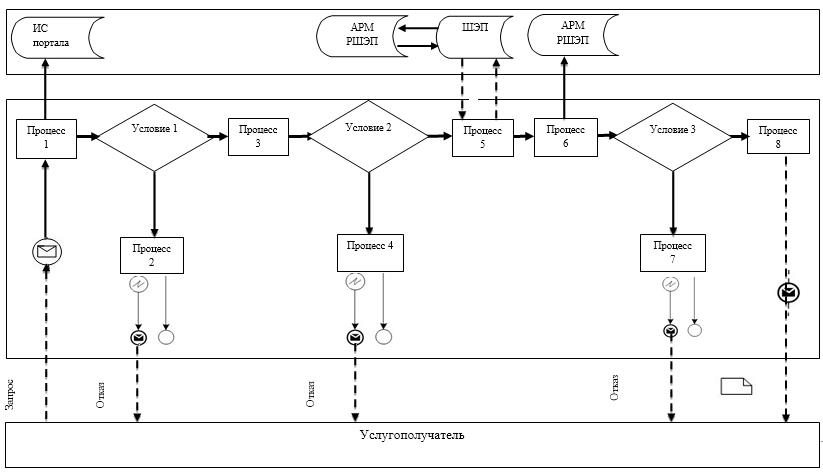 ИС
портала
АРМ
РШЭП
ШЭП
АРМ
РШЭП
Процесс
1
Условие 1
Процесс
3
Условие 2
Процесс
5
Процесс
6
Условие 3
Процесс
8
Процесс
2
Процесс 4
Процесс
7
Запрос
Отказ
Отказ
Отказ
Услугополучатель